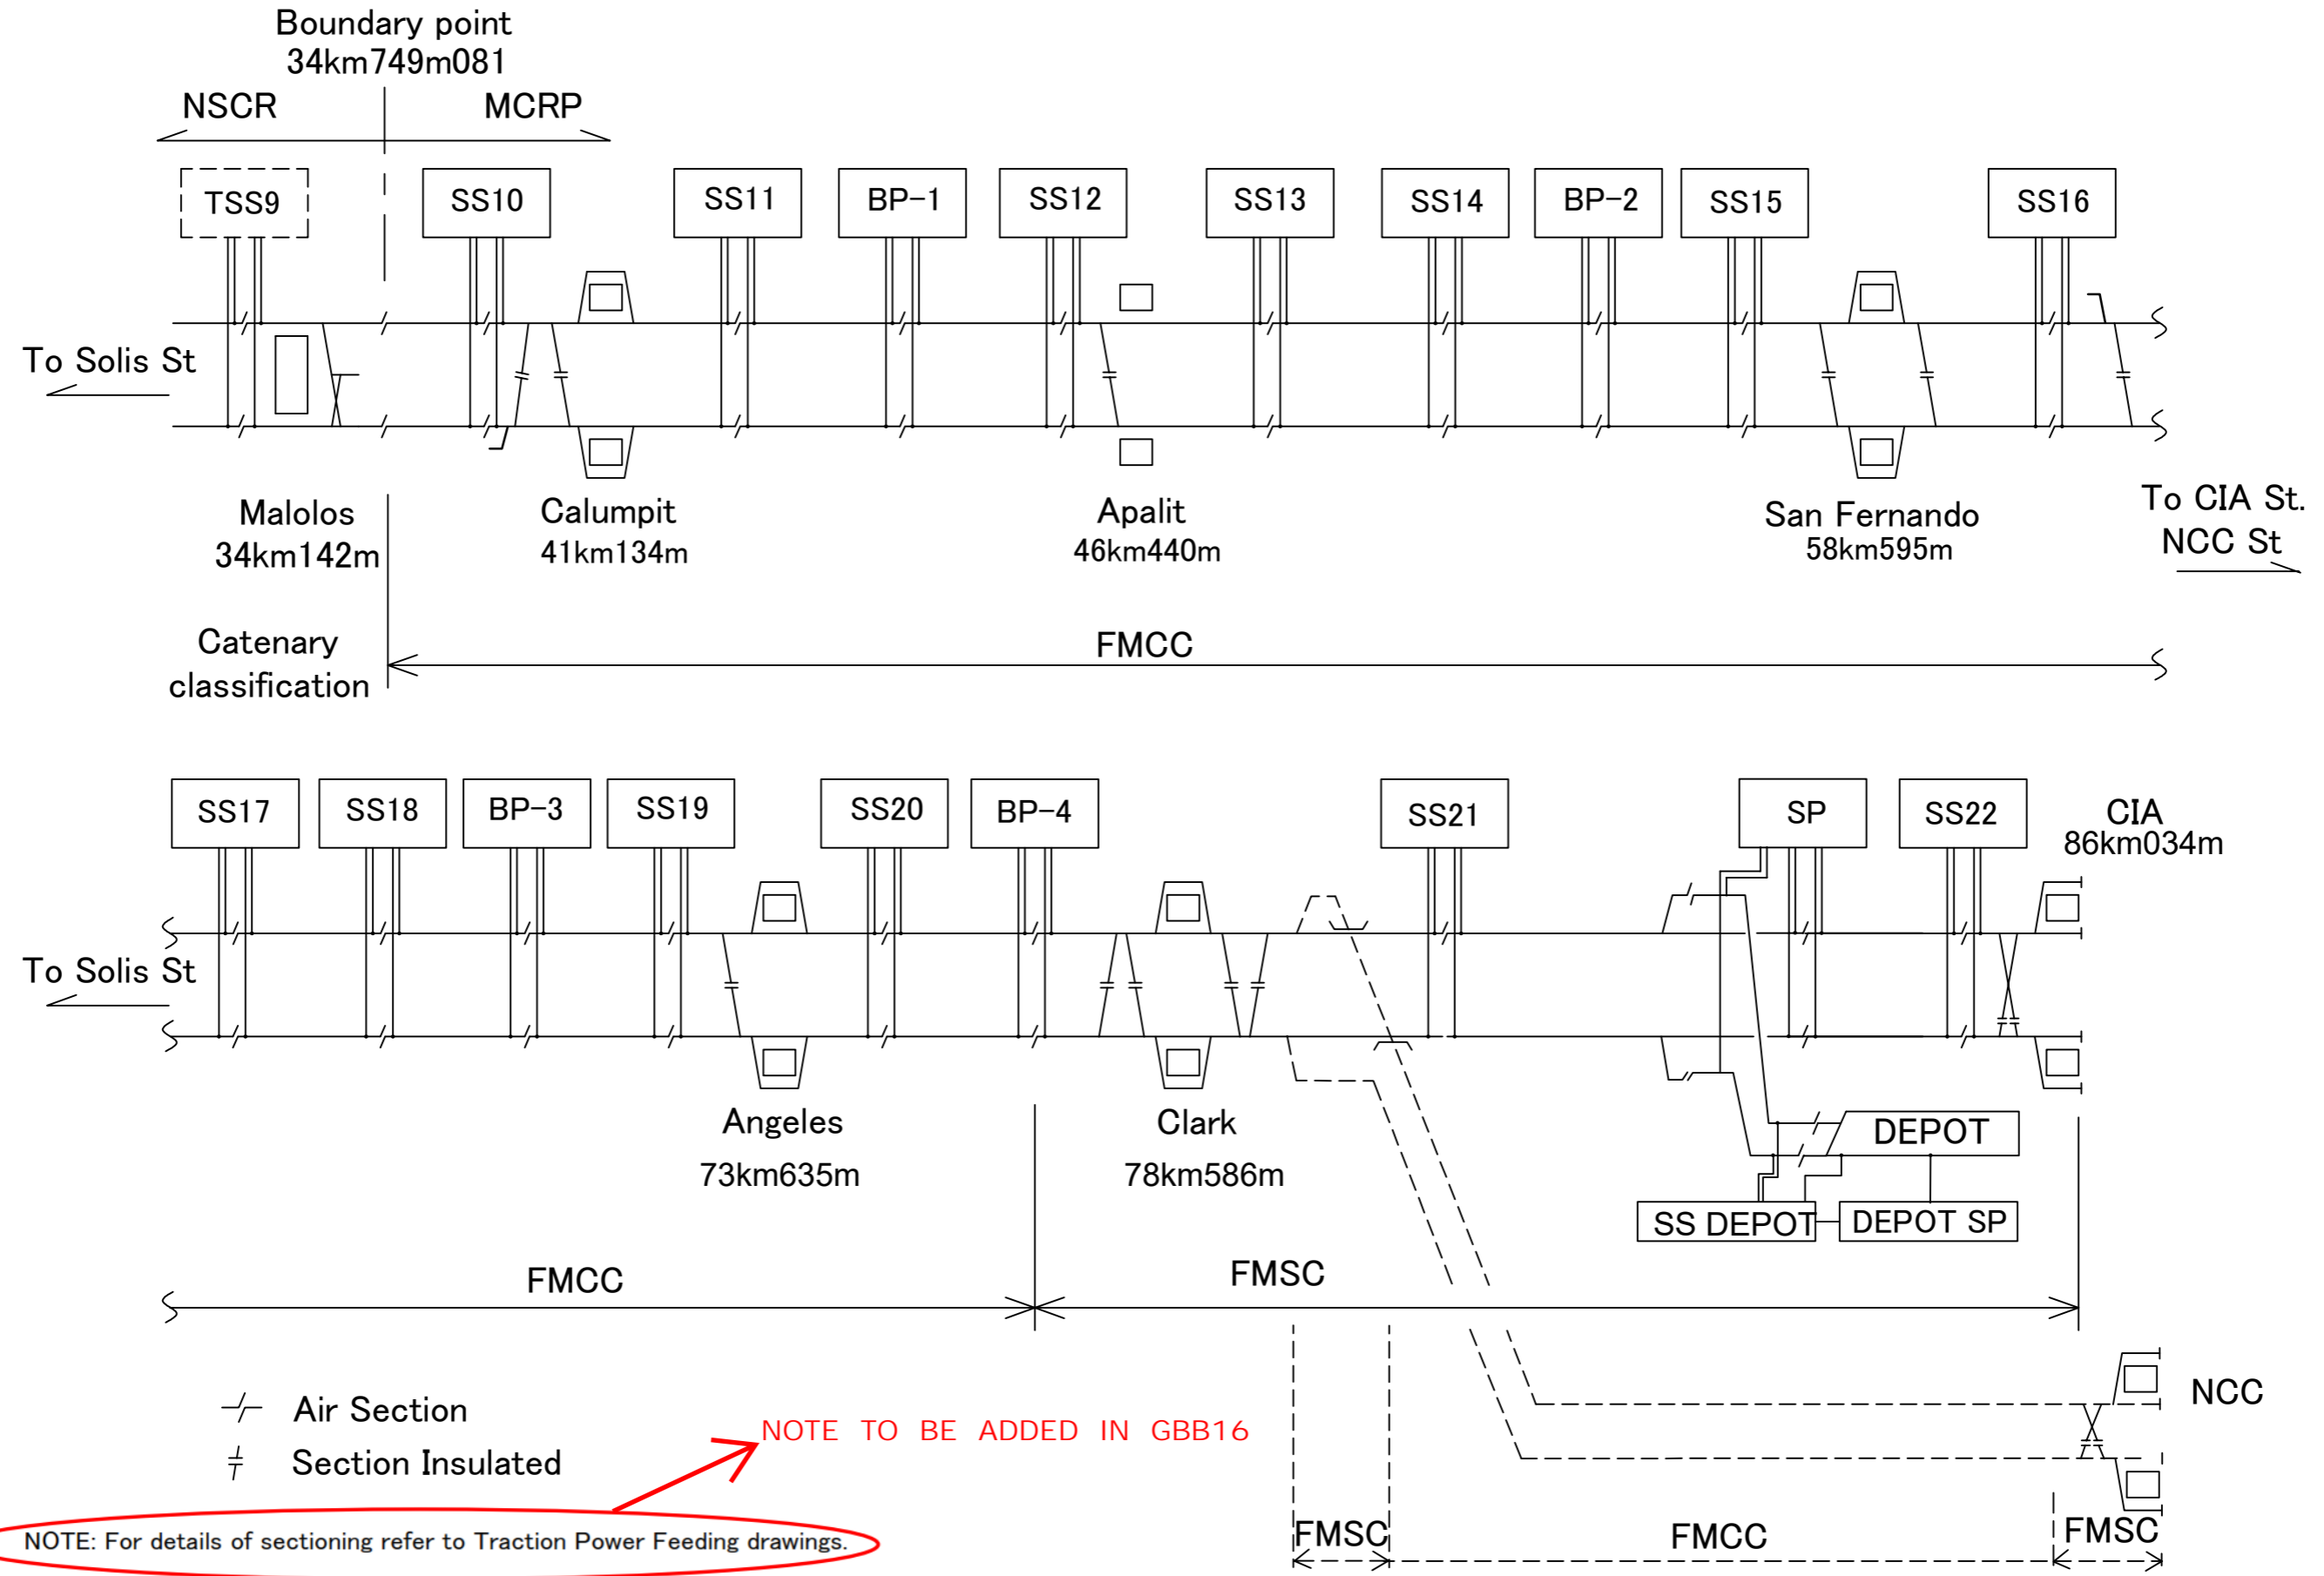 Boundary point
34km749m081
NSCR
MCRP
TSS9
SS10
SS11
BP-1
SS12
SS13
SS14
BP-2
SS15
SS16
To Solis St
Malolos
34km142m
Calumpit
41km134m
Apalit
46km440m
San Fernando
58km595m
To CIA St.
NCC St
Catenary
classification
FMCC
SS17
SS18
BP-3
SS19
SS20
BP-4
SS21
SP
SS22
CIA
86km034m
To Solis St
Angeles
73km635m
Clark
78km586m
DEPOT
SS DEPOT
DEPOT SP
FMCC
FMSC
Air Section
Section Insulated
NOTE TO BE ADDED IN GBB16
NCC
NOTE: For details of sectioning refer to Traction Power Feeding drawings.
FMSC
FMCC
FMSC